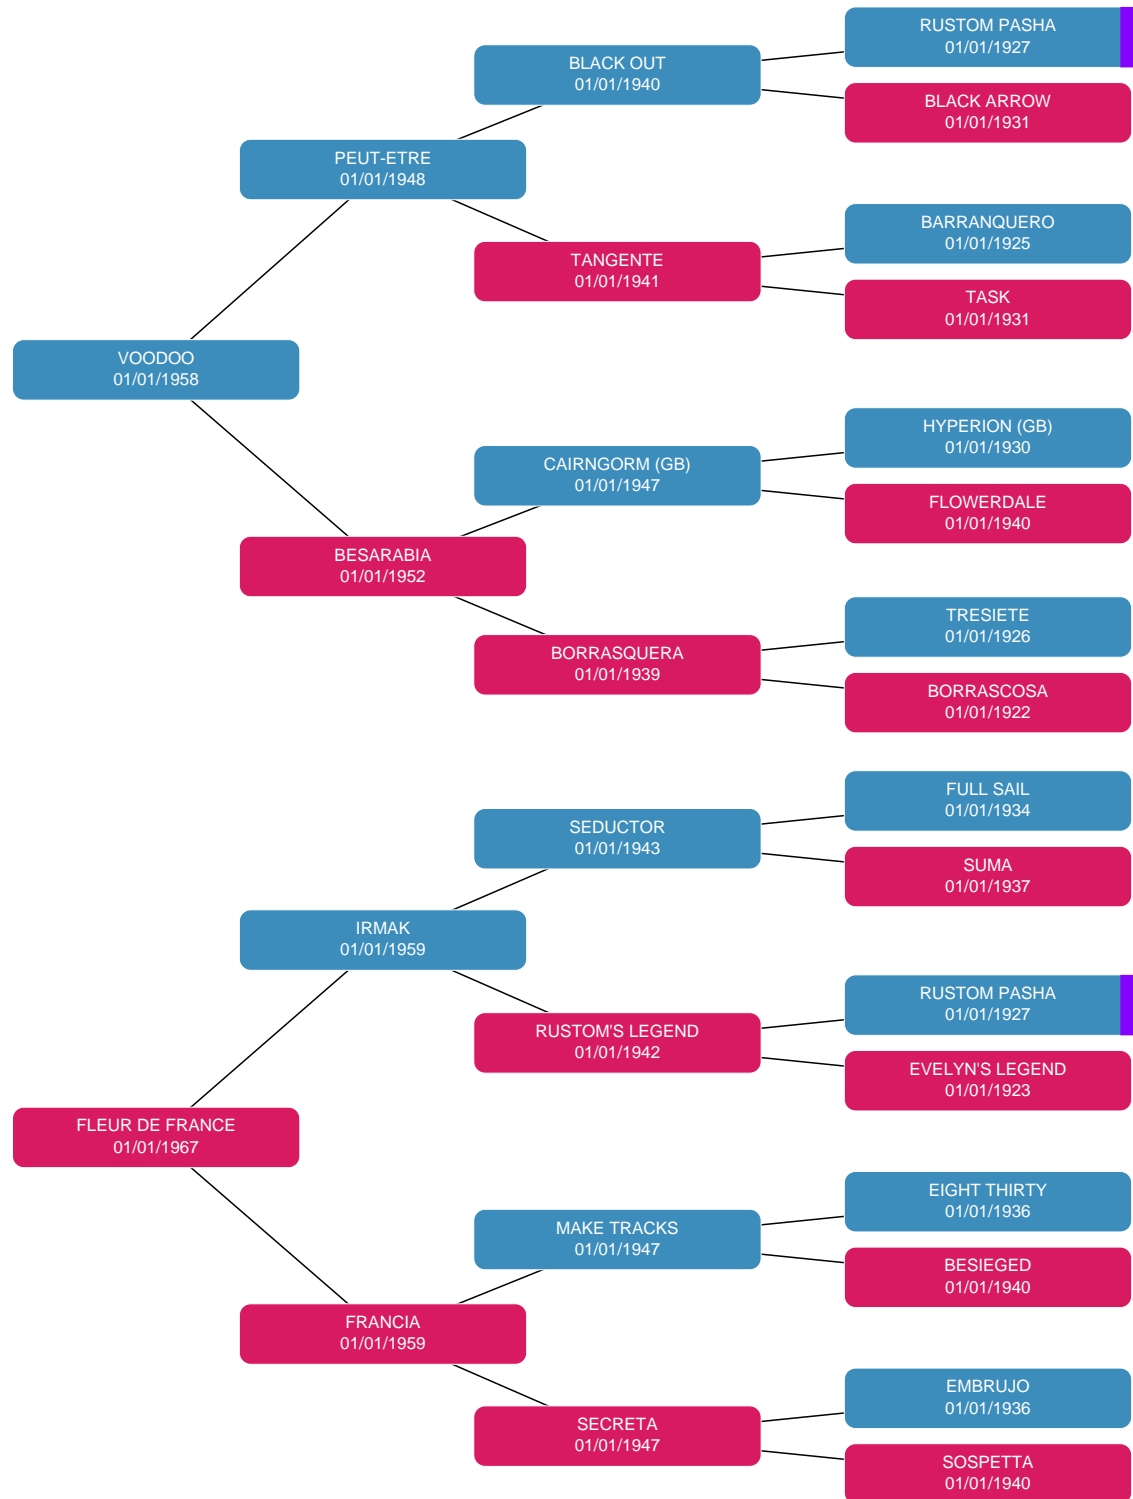 RUSTOM PASHA
01/01/1927
BLACK OUT
01/01/1940
BLACK ARROW
01/01/1931
PEUT-ETRE
01/01/1948
BARRANQUERO
01/01/1925
TANGENTE
01/01/1941
TASK
01/01/1931
VOODOO
01/01/1958
HYPERION (GB)
01/01/1930
CAIRNGORM (GB)
01/01/1947
FLOWERDALE
01/01/1940
BESARABIA
01/01/1952
TRESIETE
01/01/1926
BORRASQUERA
01/01/1939
BORRASCOSA
01/01/1922
FULL SAIL
01/01/1934
SEDUCTOR
01/01/1943
SUMA
01/01/1937
IRMAK
01/01/1959
RUSTOM PASHA
01/01/1927
RUSTOM'S LEGEND
01/01/1942
EVELYN'S LEGEND
01/01/1923
FLEUR DE FRANCE
01/01/1967
EIGHT THIRTY
01/01/1936
MAKE TRACKS
01/01/1947
BESIEGED
01/01/1940
FRANCIA
01/01/1959
EMBRUJO
01/01/1936
SECRETA
01/01/1947
SOSPETTA
01/01/1940